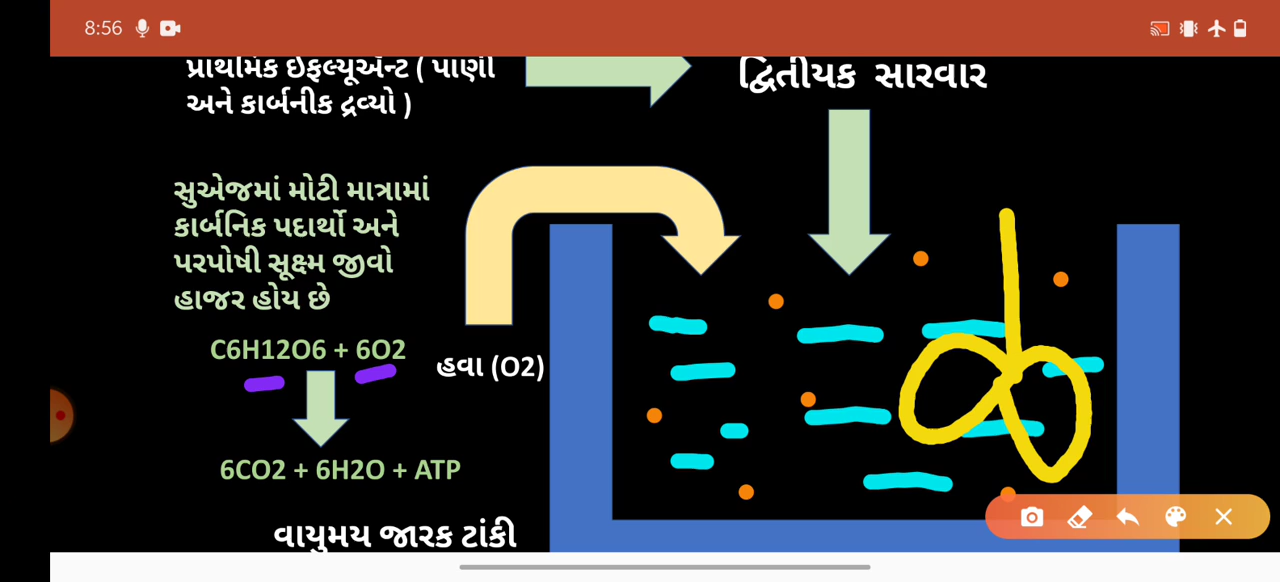 8:56
પ્રાથમિક ઇફલ્યૂઅન્ટ ( પાણી
અને કાર્બનીક દ્રવ્યો )
દ્વિતીયક સારવાર
સુએજમાં મોટી માત્રામાં
કાર્બનિક પદાર્થો અને
પરપોષી સૂક્ષ્મ જીવો
હાજર હોય છે
C6H12O6 + 6O2
હવા (O2)
6CO2 + 6H2O + ATP
વાયુમય જારક ટાંકી